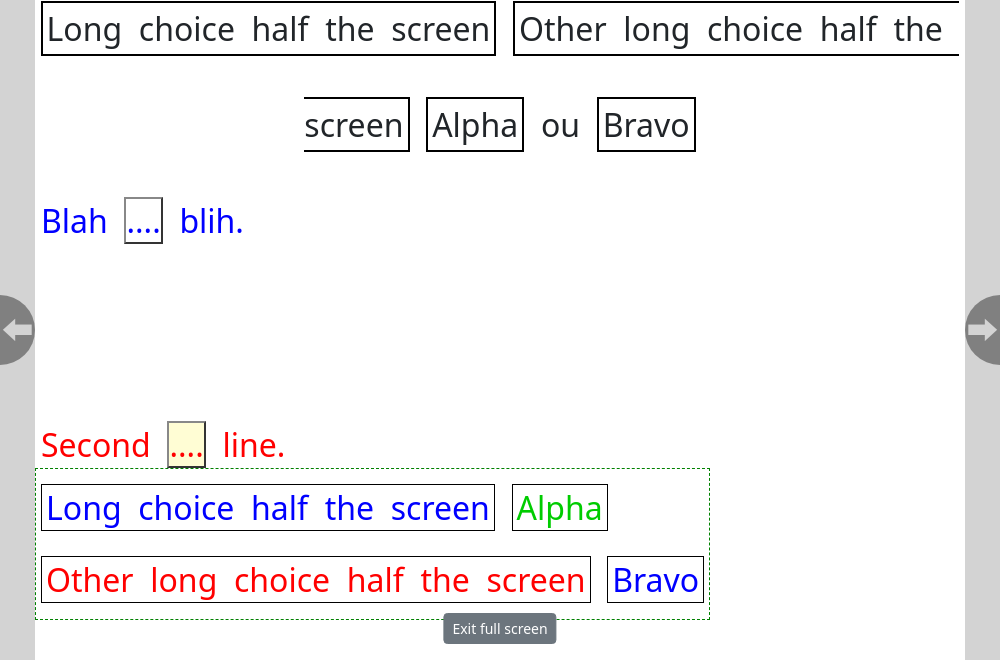 Long choice half the screen Other long choice half the
screen Alpha ou Bravo
Blah .... blih.
Second .... line.
Long choice half the screen Alpha
Other long choice half the screen Bravo
Exit full screen